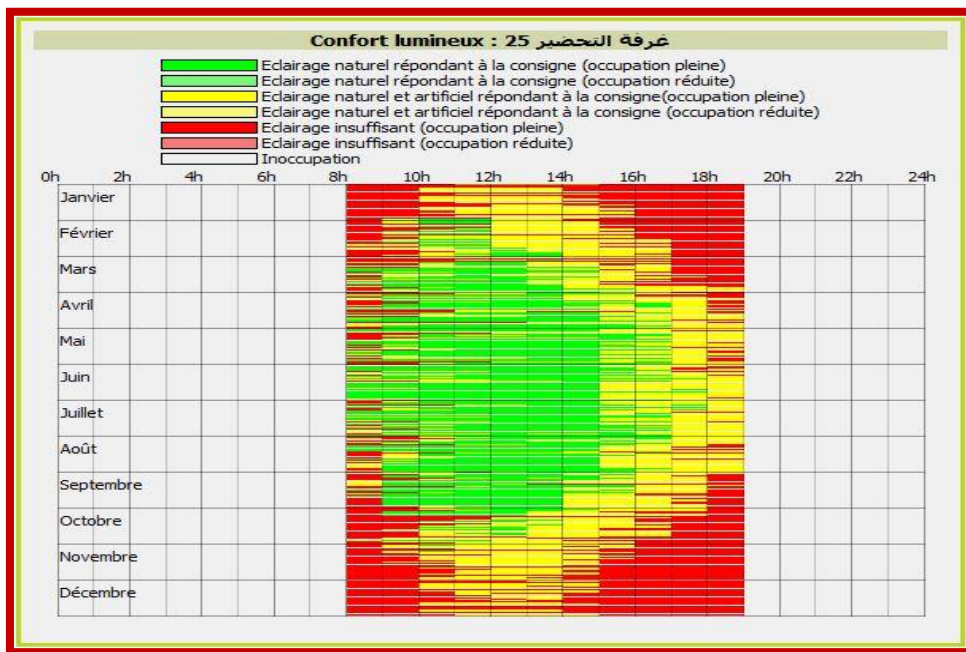 Confort lumineux : 25 غرفة التحضير
Eclairage naturel répondant à la consigne (occupation pleine)
Eclairage naturel répondant à la consigne (occupation réduite)
Eclairage naturel et artificiel répondant à la consigne(occupation pleine)
Eclairage naturel et artificiel répondant à la consigne (occupation réduite)
Eclairage insuffisant (occupation pleine)
Eclairage insuffisant (occupation réduite)
Inoccupation
0h 2h 4h 6h 8h 10h 12h 14h 16h 18h 20h 22h 24h
Janvier
Février
Mars
Avril
Mai
Juin
Juillet
Août
Septembre
Octobre
Novembre
Décembre